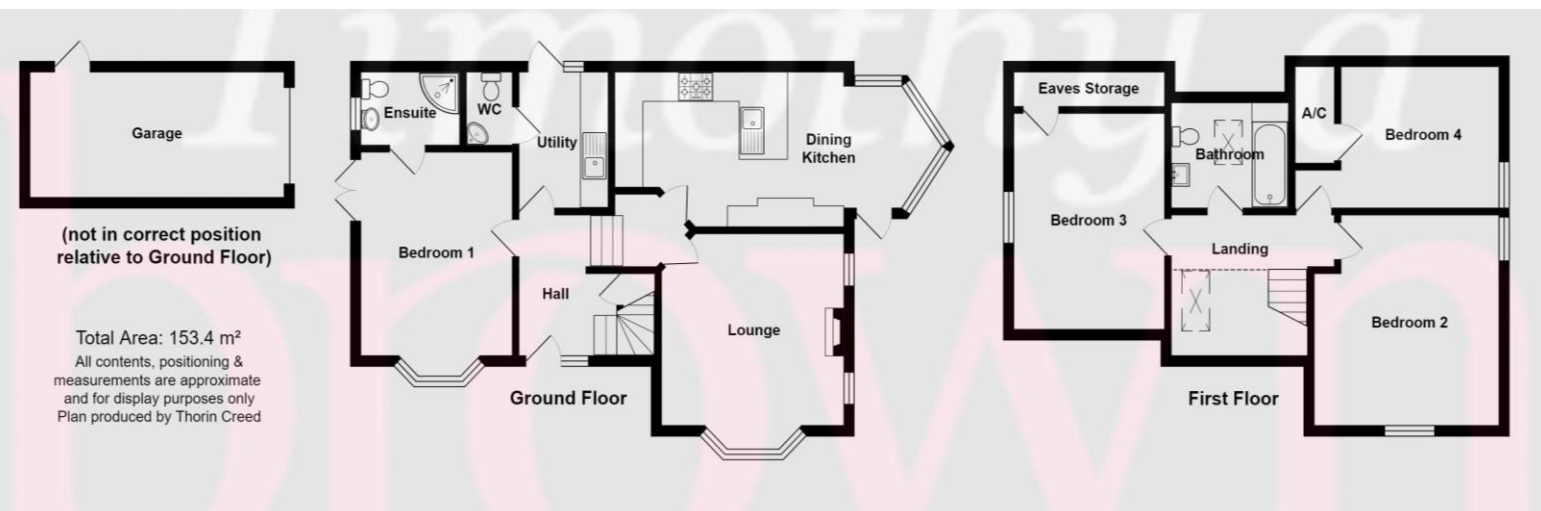 Timothy a
brown
Garage
(not in correct position
relative to Ground Floor)
Total Area: 153.4 m²
All contents, positioning &
measurements are approximate
and for display purposes only
Plan produced by Thorin Creed
Ensuite
WC
Utility
Dining
Kitchen
Bedroom 1
Hall
Lounge
Ground Floor
Eaves Storage
A/C
Bedroom 4
Bathroom
Bedroom 3
Landing
Bedroom 2
First Floor